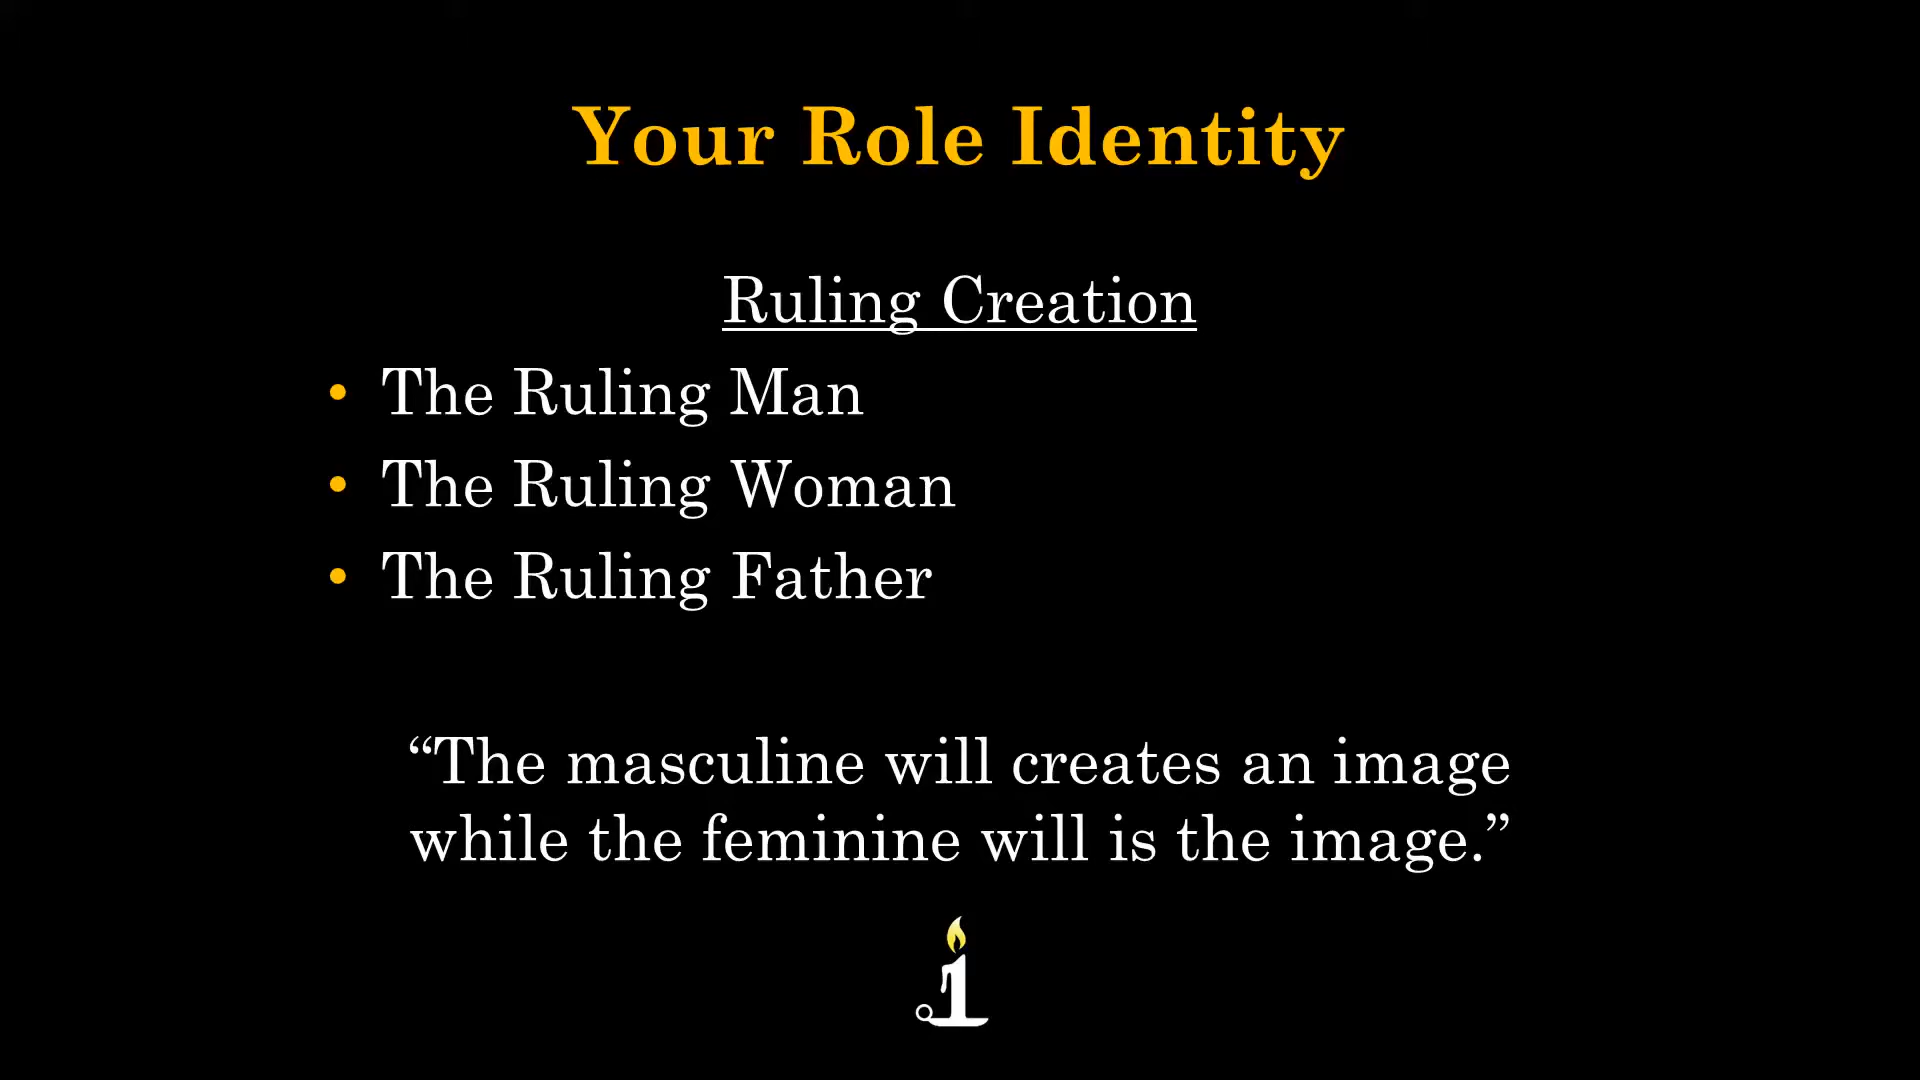 Your Role Identity
Ruling Creation
• The Ruling Man
• The Ruling Woman
• The Ruling Father
“The masculine will creates an image
while the feminine will is the image.”